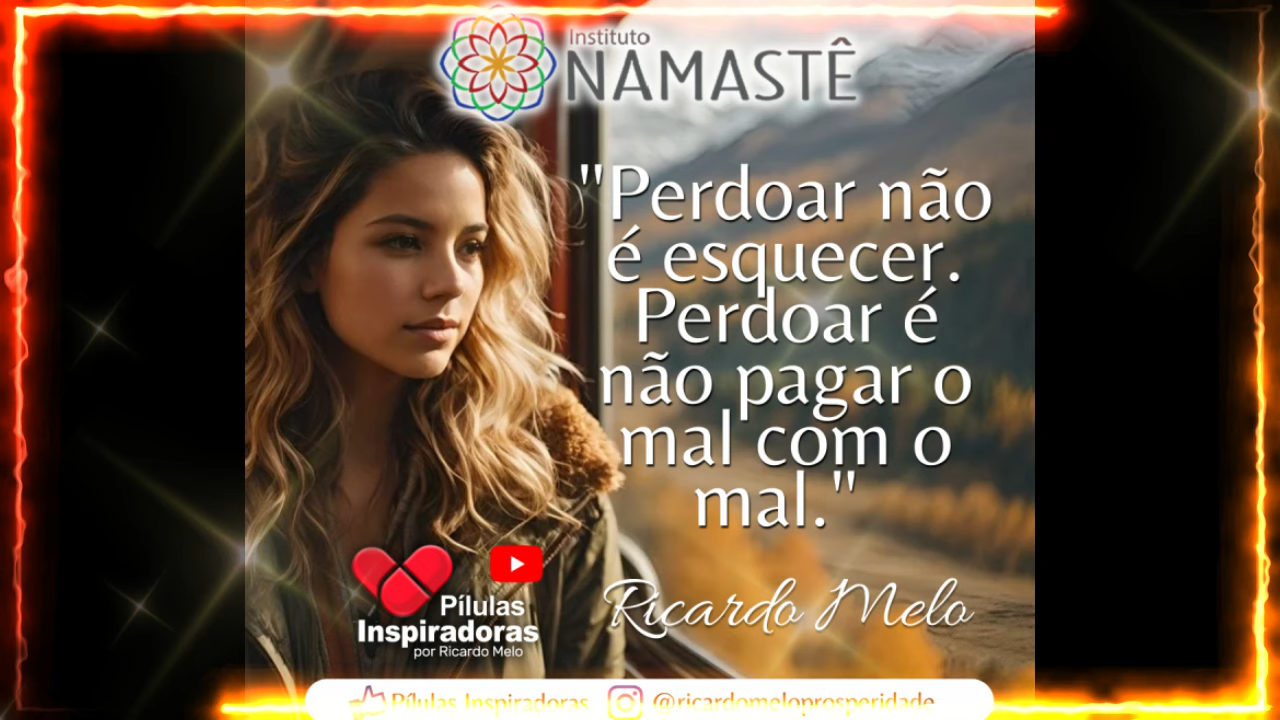 Instituto
NAMASTÊ
"Perdoar não
é esquecer.
Perdoar é
não pagar o
mal com o
mal."
Ricardo Melo
Pílulas
Inspiradoras
por Ricardo Melo
Pílulas Inspiradoras @ricardomeloprosperidade